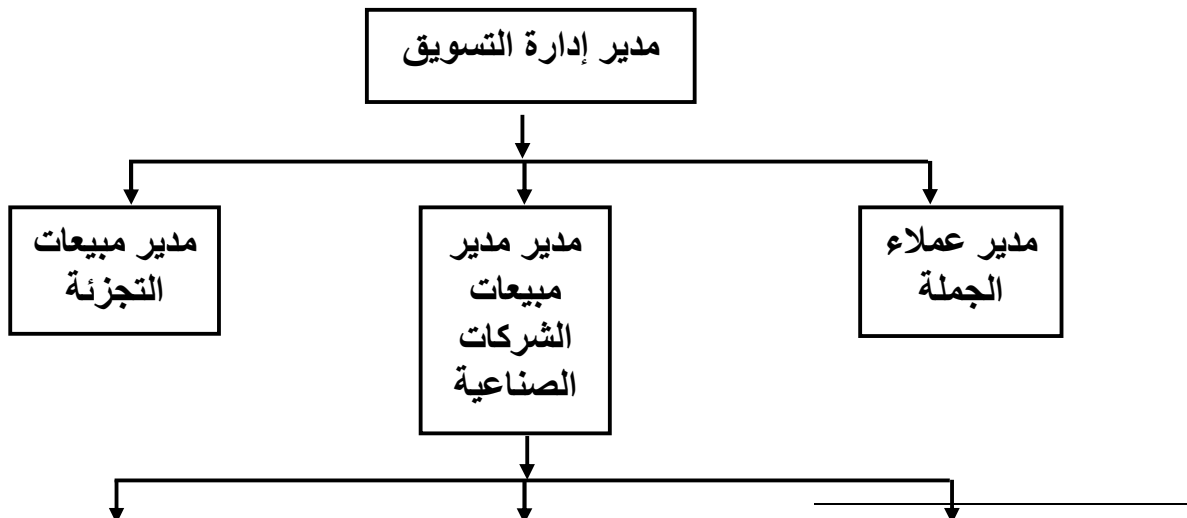 مدير إدارة التسويق
مدير عملاء
الجملة
مدير مدير
مبيعات
الشركات
الصناعية
مدير مبيعات
التجزئة